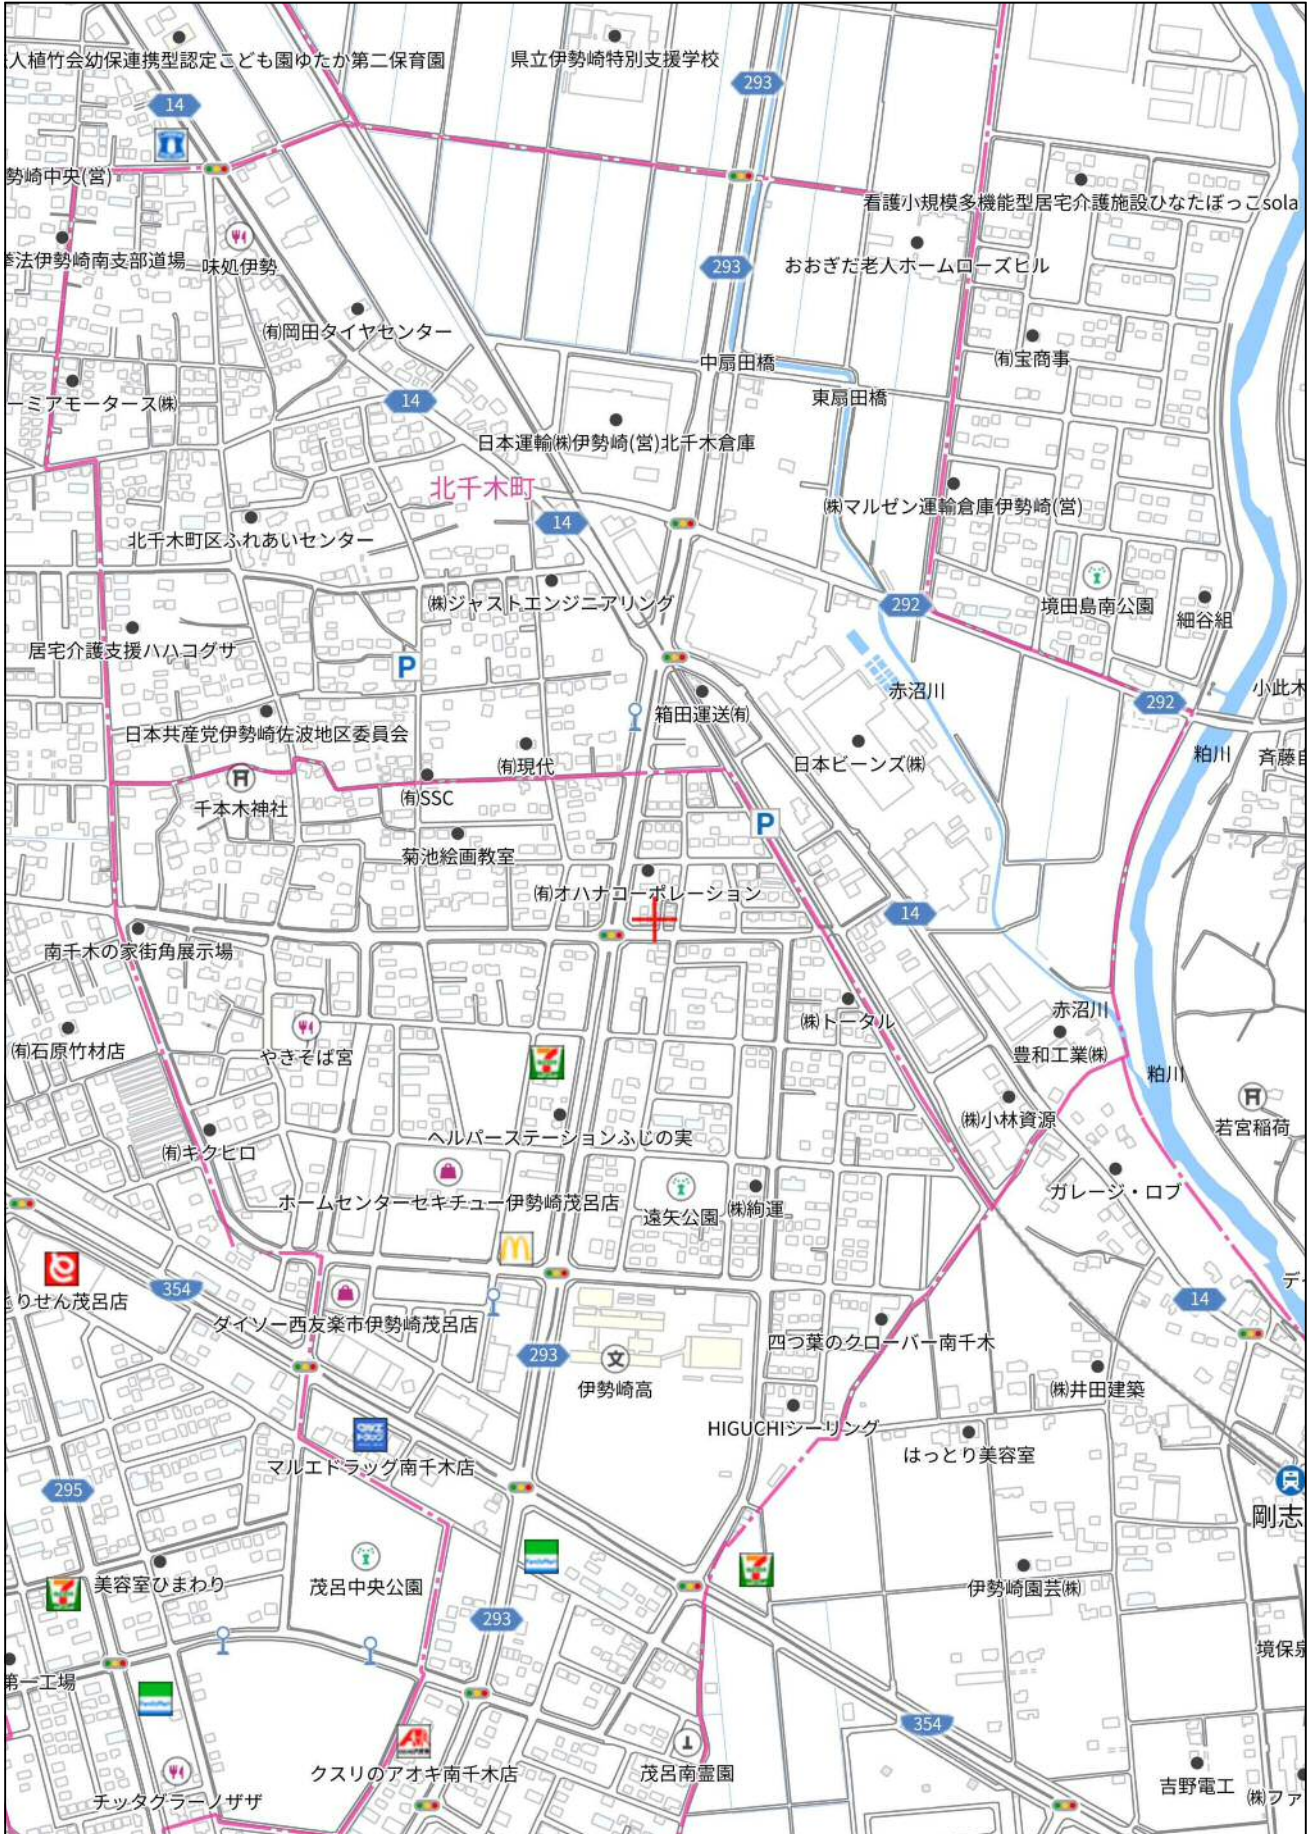 人植竹会幼保連携型認定こども園ゆたか第二保育園
県立伊勢崎特別支援学校
293
14
勢崎中央(営)
看護小規模多機能型居宅介護施設ひなたぼっこsola
拳法伊勢崎南支部道場
味処伊勢
293
おおぎだ老人ホームローズヒル
㈲岡田タイヤセンター
中扇田橋
㈲宝商事
ーミアモータース㈱
14
東扇田橋
日本運輸㈱伊勢崎(営)北千木倉庫
北千木町
㈱マルゼン運輸倉庫伊勢崎(営)
14
北千木町区ふれあいセンター
㈱ジャストエンジニアリング
292
境田島南公園
細谷組
居宅介護支援ハハコグサ
P
赤沼川
小此木
292
箱田運送㈲
日本共産党伊勢崎佐波地区委員会
㈲現代
日本ビーンズ㈱
粕川
斉藤自
千本木神社
㈲SSC
P
菊池絵画教室
㈲オハナコーポレーション
14
南千木の家街角展示場
赤沼川
㈱トータル
㈲石原竹材店
やきそば宮
豊和工業㈱
粕川
㈱小林資源
若宮稲荷
ヘルパーステーションふじの実
㈲キクヒロ
ガレージ・ロブ
ホームセンターセキチュー伊勢崎茂呂店
遠矢公園
㈱絢運
とりせん茂呂店
354
デ
14
ダイソー西友楽市伊勢崎茂呂店
四つ葉のクローバー南千木
293
文
伊勢崎高
㈱井田建築
HIGUCHIシーリング
はっとり美容室
マルエドラッグ南千木店
295
剛志
FamilyMart
美容室ひまわり
茂呂中央公園
伊勢崎園芸㈱
293
境保泉
第一工場
FamilyMart
354
クスリのアオキ南千木店
茂呂南霊園
吉野電工
㈱ファ
チッタグラーノザザ